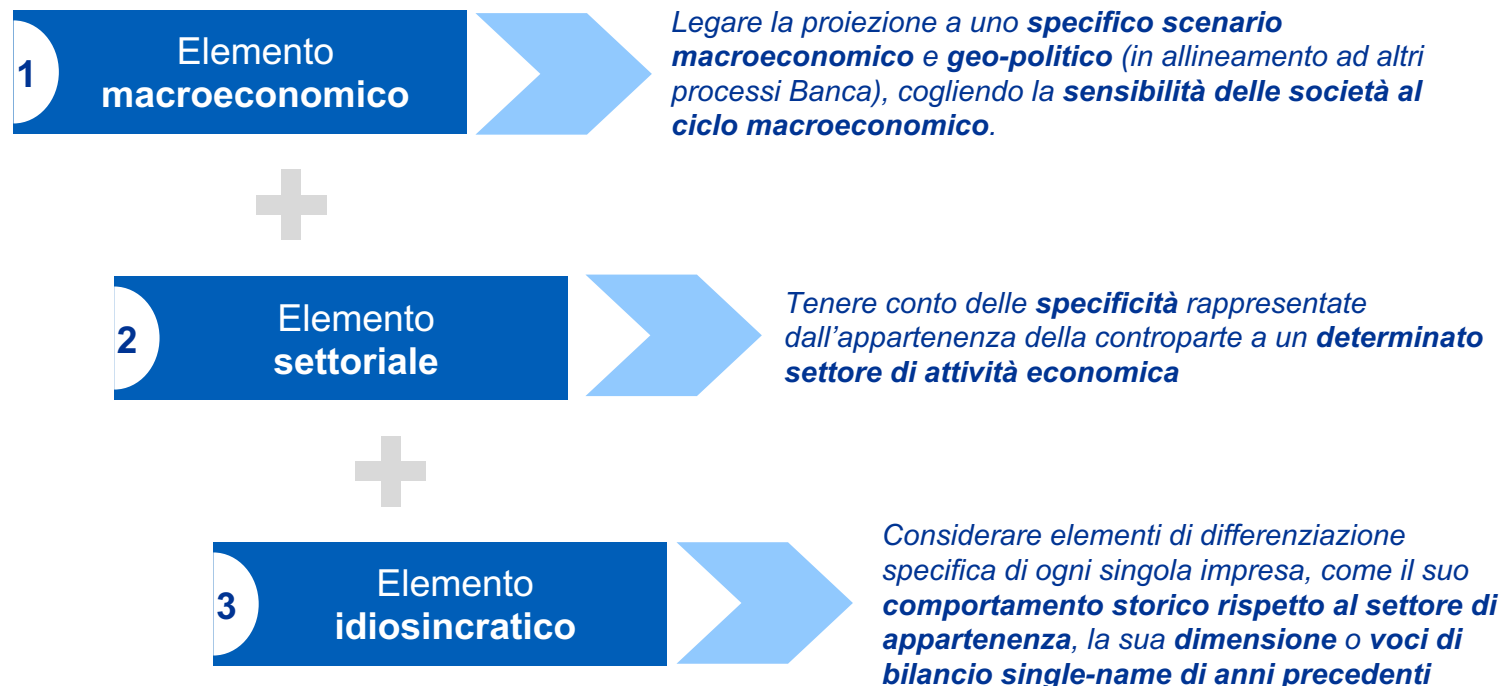 1
Elemento
macroeconomico
Legare la proiezione a uno specifico scenario
macroeconomico e geo-politico (in allineamento ad altri
processi Banca), cogliendo la sensibilità delle società al
ciclo macroeconomico.
2
Elemento
settoriale
Tenere conto delle specificità rappresentate
dall’appartenenza della controparte a un determinato
settore di attività economica
3
Elemento
idiosincratico
Considerare elementi di differenziazione
specifica di ogni singola impresa, come il suo
comportamento storico rispetto al settore di
appartenenza, la sua dimensione o voci di
bilancio single-name di anni precedenti